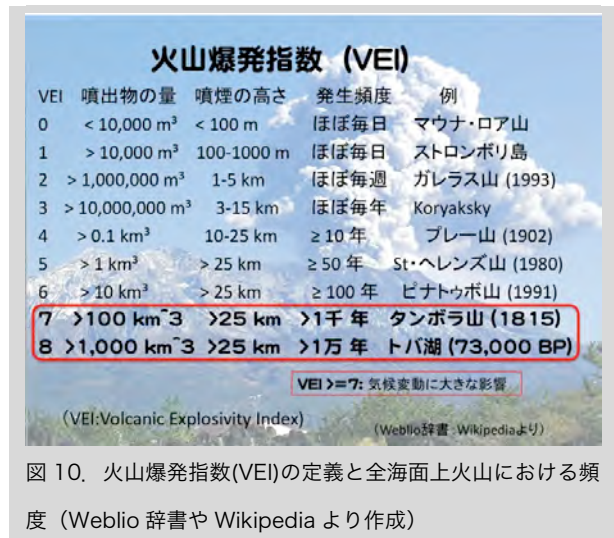 火山爆発指数 (VEI)
VEI 噴出物の量 噴煙の高さ 発生頻度 例
0 < 10,000 m³ < 100 m ほぼ毎日 マウナ・ロア山
1 > 10,000 m³ 100-1000 m ほぼ毎日 ストロンボリ島
2 > 1,000,000 m³ 1-5 km ほぼ毎週 ガレラス山 (1993)
3 > 10,000,000 m³ 3-15 km ほぼ毎年 Koryaksky
4 > 0.1 km³ 10-25 km ≥ 10 年 プレー山 (1902)
5 > 1 km³ > 25 km ≥ 50 年 St・ヘレンズ山 (1980)
6 > 10 km³ > 25 km ≥ 100 年 ピナトゥボ山 (1991)
7 >100 km^3 >25 km >1千 年 タンボラ山 (1815)
8 >1,000 km^3 >25 km >1万 年 トバ湖 (73,000 BP)
VEI >=7: 気候変動に大きな影響
(VEI:Volcanic Explosivity Index)
(Weblio辞書:Wikipediaより)
図 10. 火山爆発指数(VEI)の定義と全海面上火山における頻
度（Weblio 辞書や Wikipedia より作成）